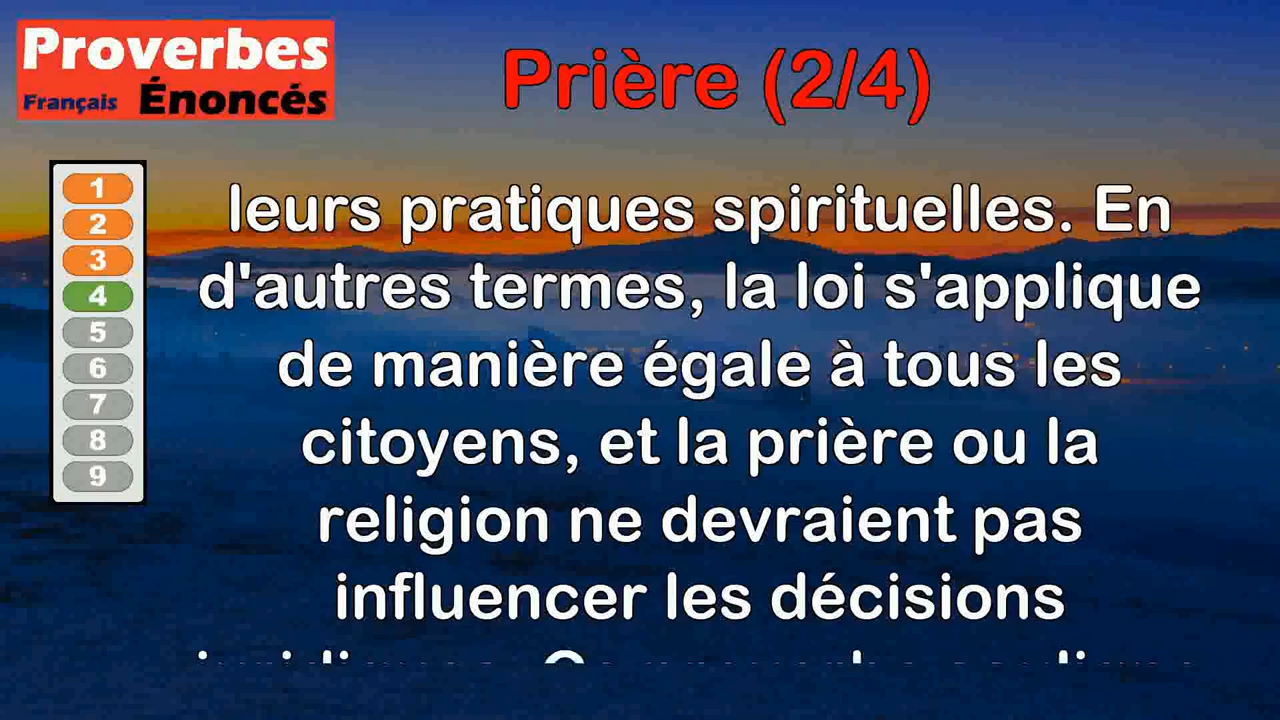 Proverbes
Français Énoncés
Prière (2/4)
1
2
3
4
5
6
7
8
9
leurs pratiques spirituelles. En
d'autres termes, la loi s'applique
de manière égale à tous les
citoyens, et la prière ou la
religion ne devraient pas
influencer les décisions